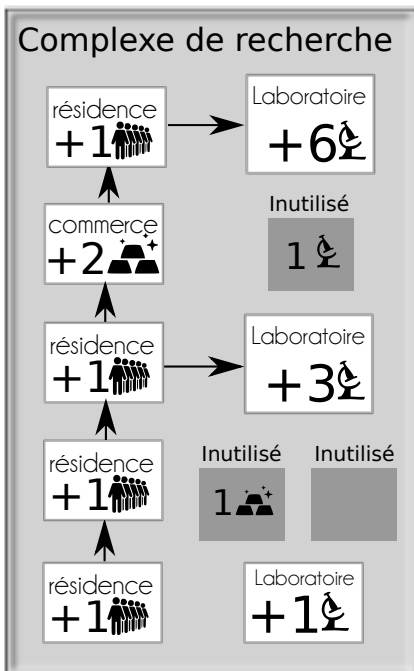 Complexe de recherche
résidence
+1
Laboratoire
+6
commerce
+2
Inutilisé
1
résidence
+1
Laboratoire
+3
résidence
+1
Inutilisé
1
Inutilisé
résidence
+1
Laboratoire
+1